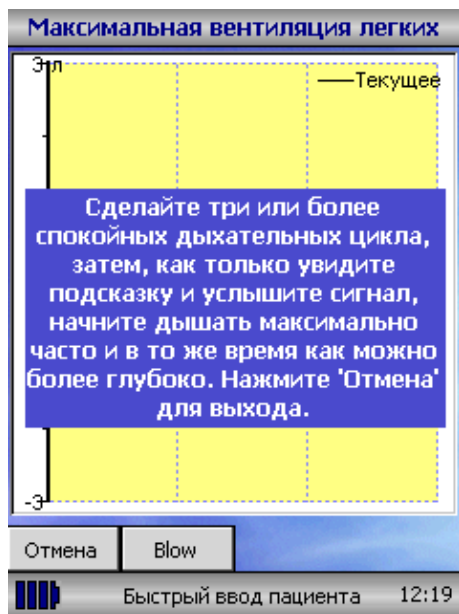 Максимальная вентиляция легких
3 л
Текущее
Сделайте три или более
спокойных дыхательных цикла,
затем, как только увидите
подсказку и услышите сигнал,
начните дышать максимально
часто и в то же время как можно
более глубоко. Нажмите 'Отмена'
для выхода.
-3
Отмена
Blow
Быстрый ввод пациента 12:19